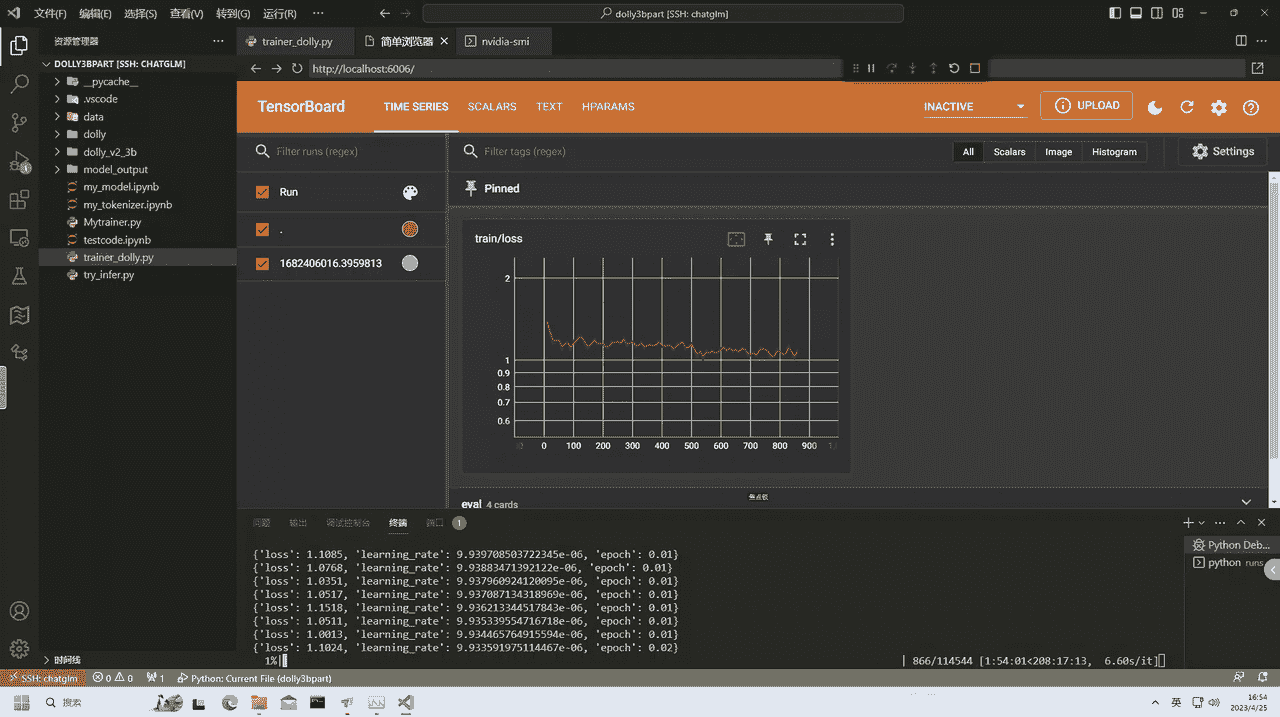 文件(F) 编辑(E) 选择(S) 查看(V) 转到(G) 运行(R) ···
dolly3bpart [SSH: chatglm]
资源管理器
trainer_dolly.py
简单浏览器
nvidia-smi
DOLLY3BPART [SSH: CHATGLM]
http://localhost:6006/
__pycache__
.vscode
data
dolly
dolly_v2_3b
model_output
my_model.ipynb
my_tokenizer.ipynb
Mytrainer.py
testcode.ipynb
trainer_dolly.py
try_infer.py
时间线
TensorBoard
TIME SERIES SCALARS TEXT HPARAMS
INACTIVE
UPLOAD
Filter runs (regex)
Filter tags (regex)
All Scalars Image Histogram
Settings
Run
.
1682406016.3959813
Pinned
train/loss
2
1
0.9
0.8
0.7
0.6
0 100 200 300 400 500 600 700 800 900
eval 4 cards
问题 输出 调试控制台 终端 端口 1
{'loss': 1.1085, 'learning_rate': 9.939708503722345e-06, 'epoch': 0.01}
{'loss': 1.0768, 'learning_rate': 9.93883471392122e-06, 'epoch': 0.01}
{'loss': 1.0351, 'learning_rate': 9.937960924120095e-06, 'epoch': 0.01}
{'loss': 1.0517, 'learning_rate': 9.937087134318969e-06, 'epoch': 0.01}
{'loss': 1.1518, 'learning_rate': 9.936213344517843e-06, 'epoch': 0.01}
{'loss': 1.0511, 'learning_rate': 9.935339554716718e-06, 'epoch': 0.01}
{'loss': 1.0013, 'learning_rate': 9.934465764915594e-06, 'epoch': 0.01}
{'loss': 1.1024, 'learning_rate': 9.933591975114467e-06, 'epoch': 0.02}
1%| | 866/114544 [1:54:01<208:17:13, 6.60s/it]
Python Deb...
python runs
SSH: chatglm
0 0 1
Python: Current File (dolly3bpart)
搜索
英
16:54
2023/4/25